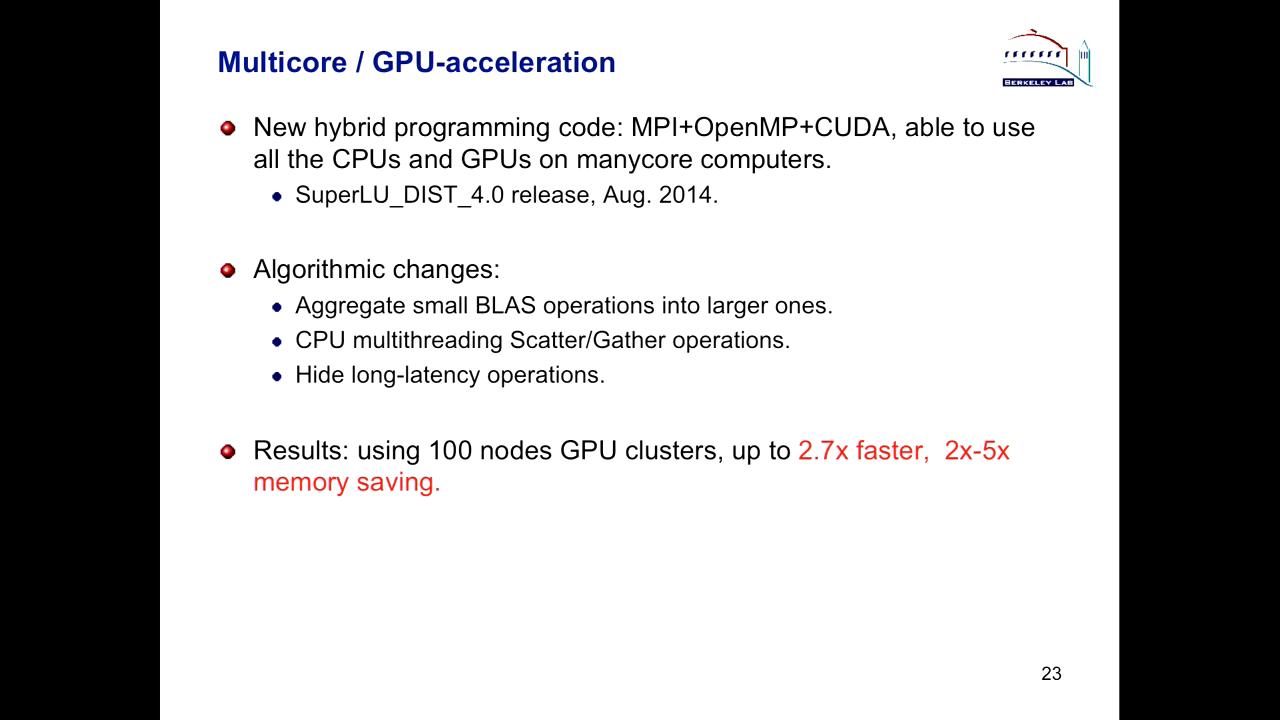 Multicore / GPU-acceleration
BERKELEY LAB
New hybrid programming code: MPI+OpenMP+CUDA, able to use
all the CPUs and GPUs on manycore computers.
SuperLU_DIST_4.0 release, Aug. 2014.
Algorithmic changes:
Aggregate small BLAS operations into larger ones.
CPU multithreading Scatter/Gather operations.
Hide long-latency operations.
Results: using 100 nodes GPU clusters, up to 2.7x faster,  2x-5x
memory saving.
23